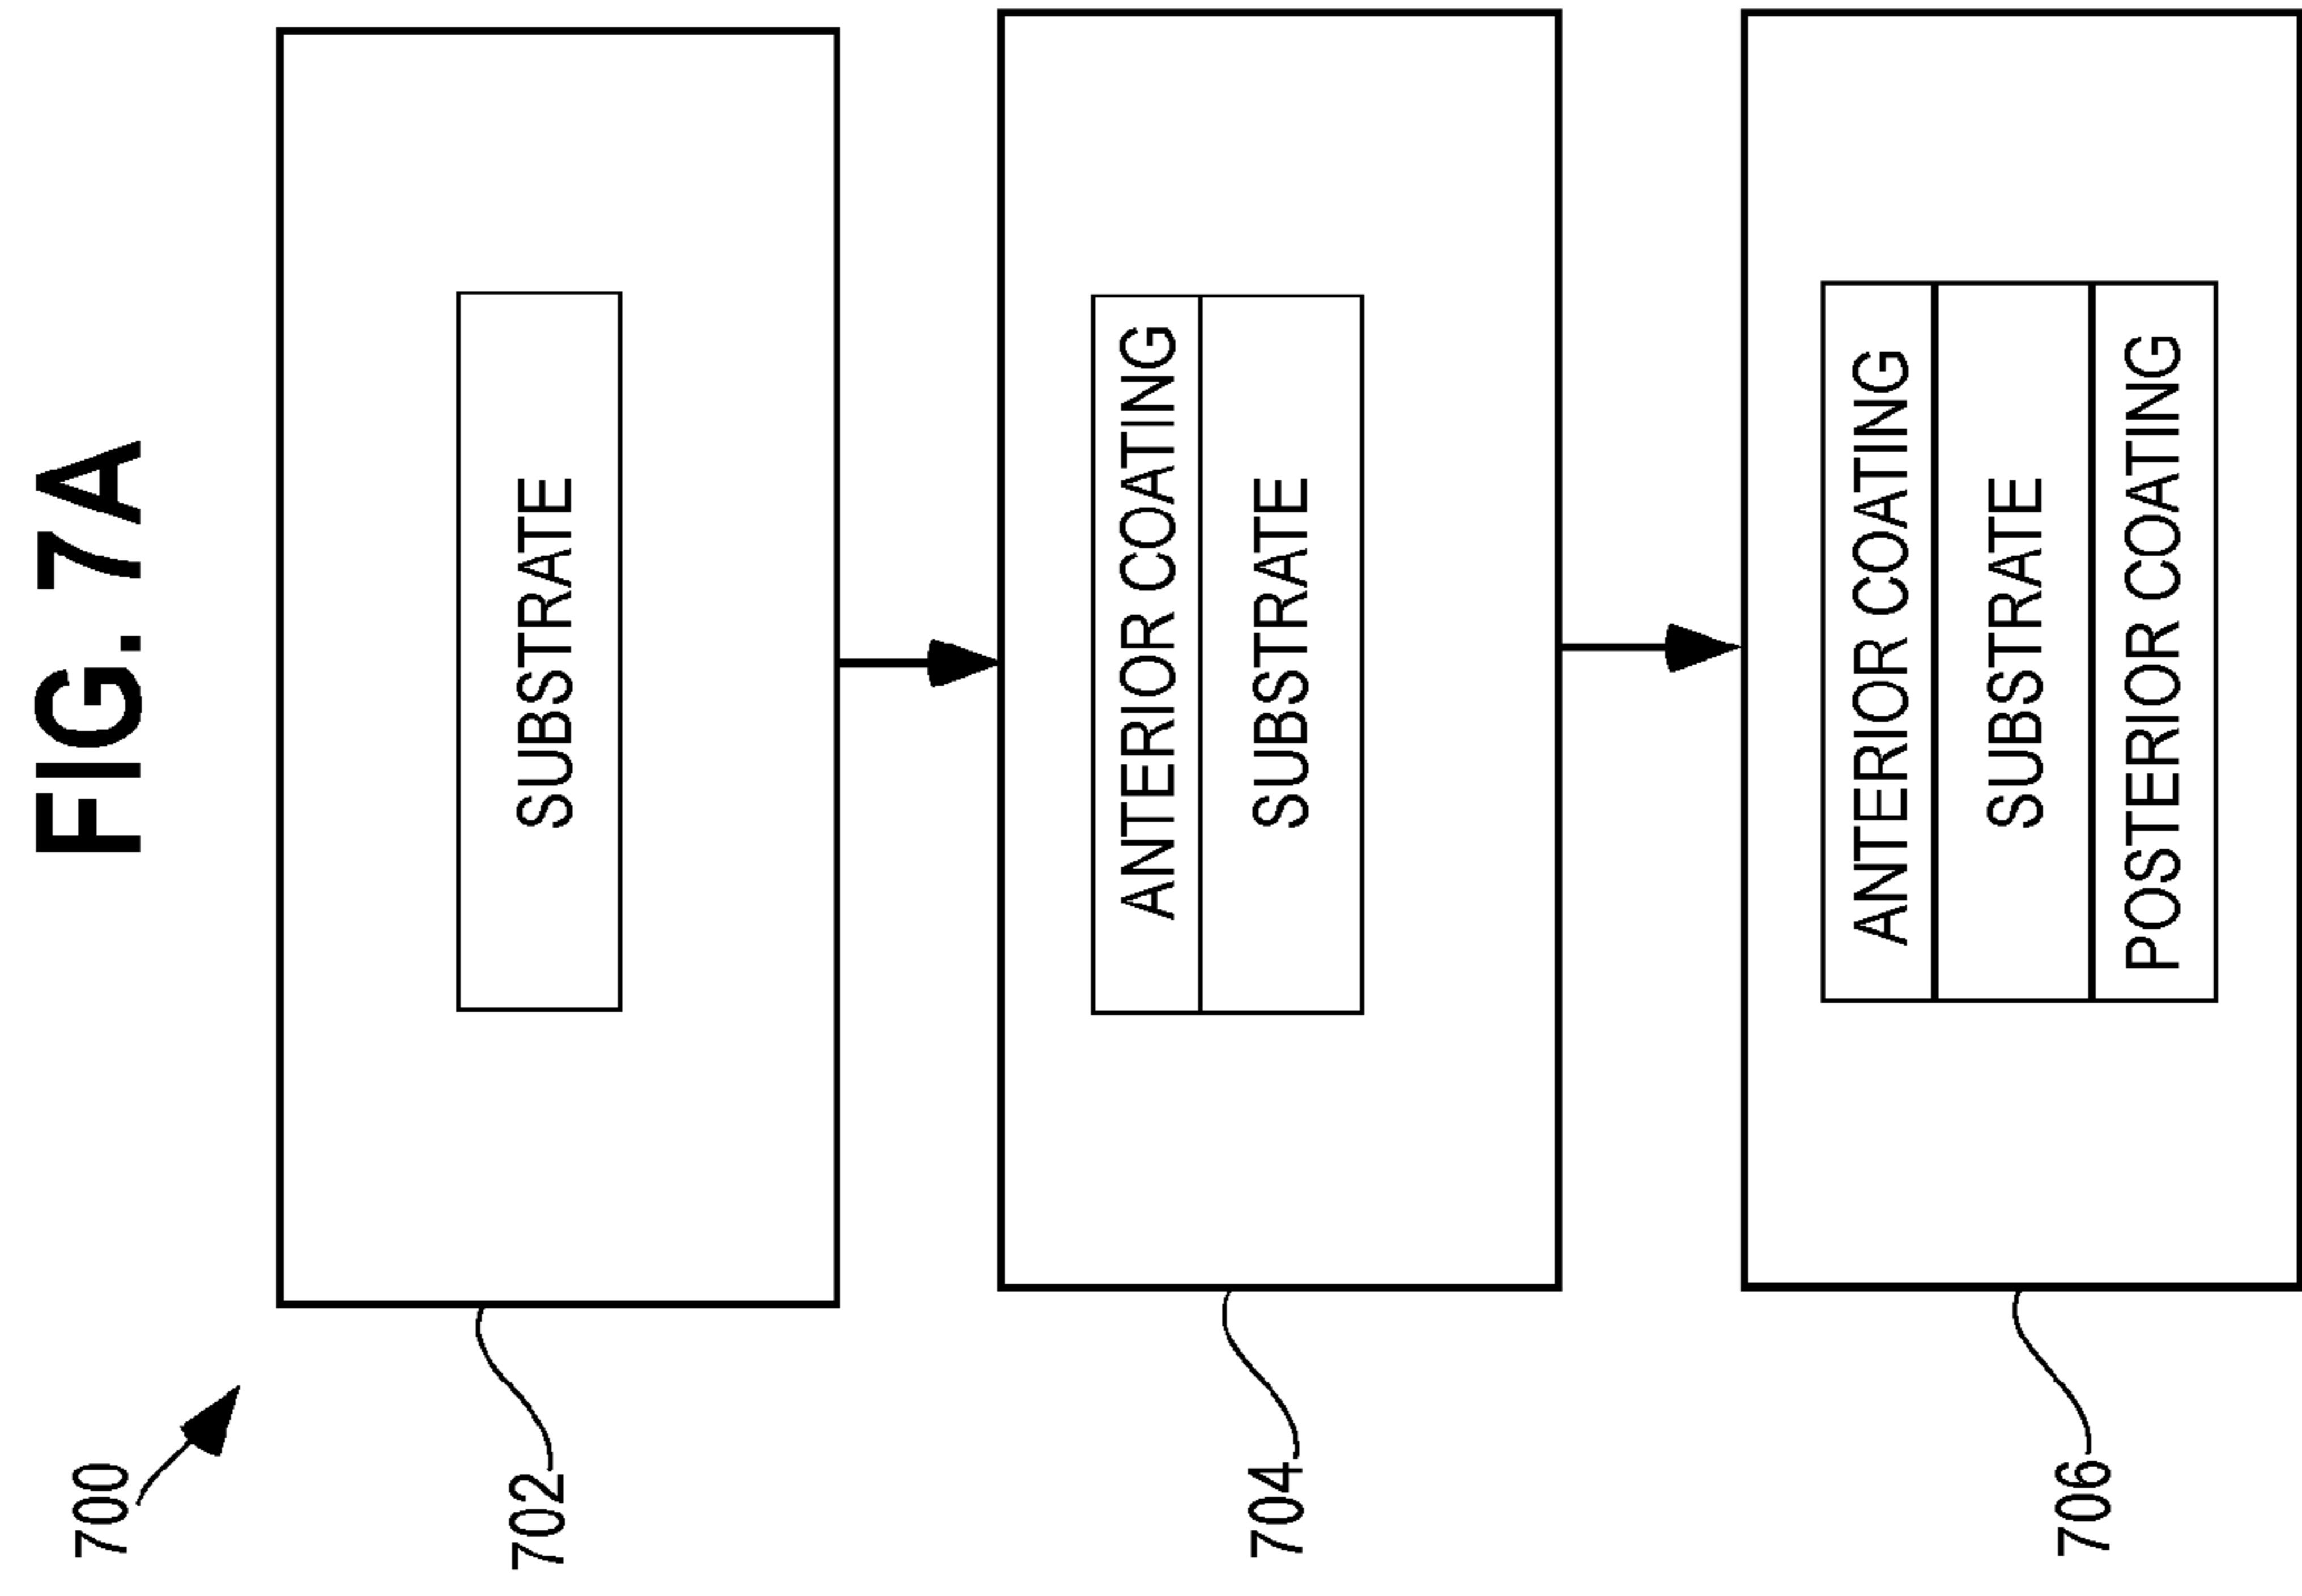 FIG. 7A
700
702
SUBSTRATE
704
ANTERIOR COATING
SUBSTRATE
706
ANTERIOR COATING
SUBSTRATE
POSTERIOR COATING